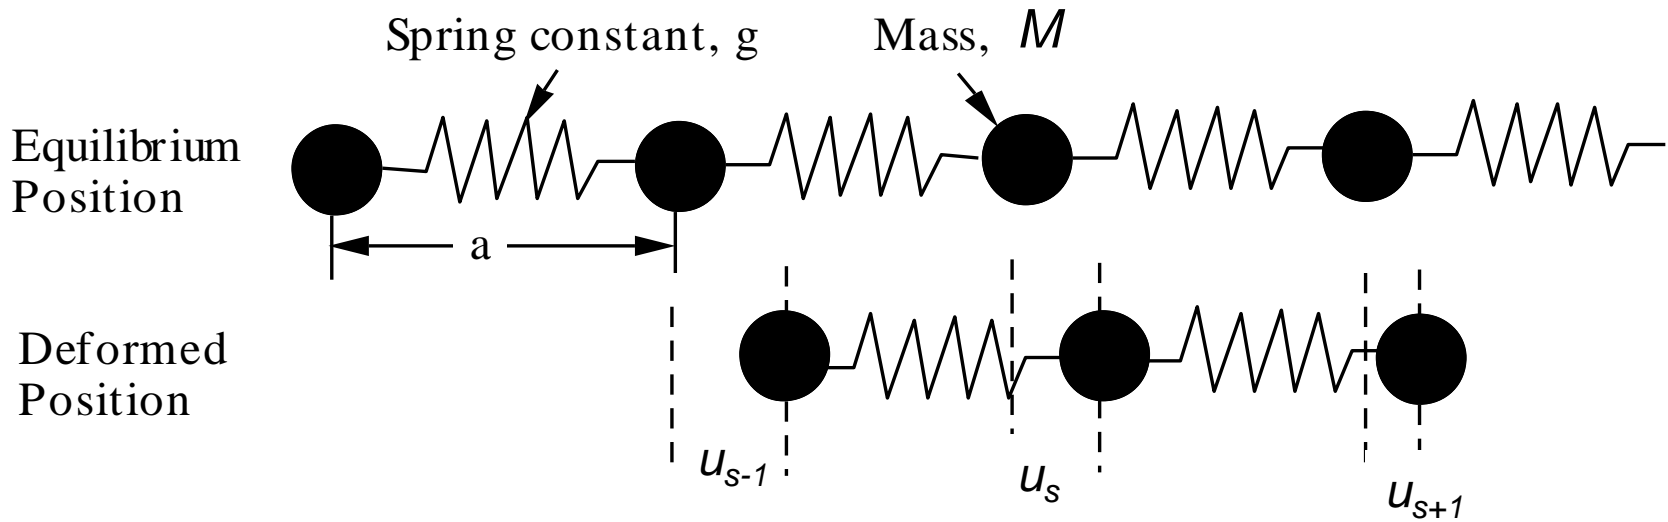 Spring constant, g
Mass, M
Equilibrium
Position
a
Deformed
Position
u_{s-1}
u_s
u_{s+1}